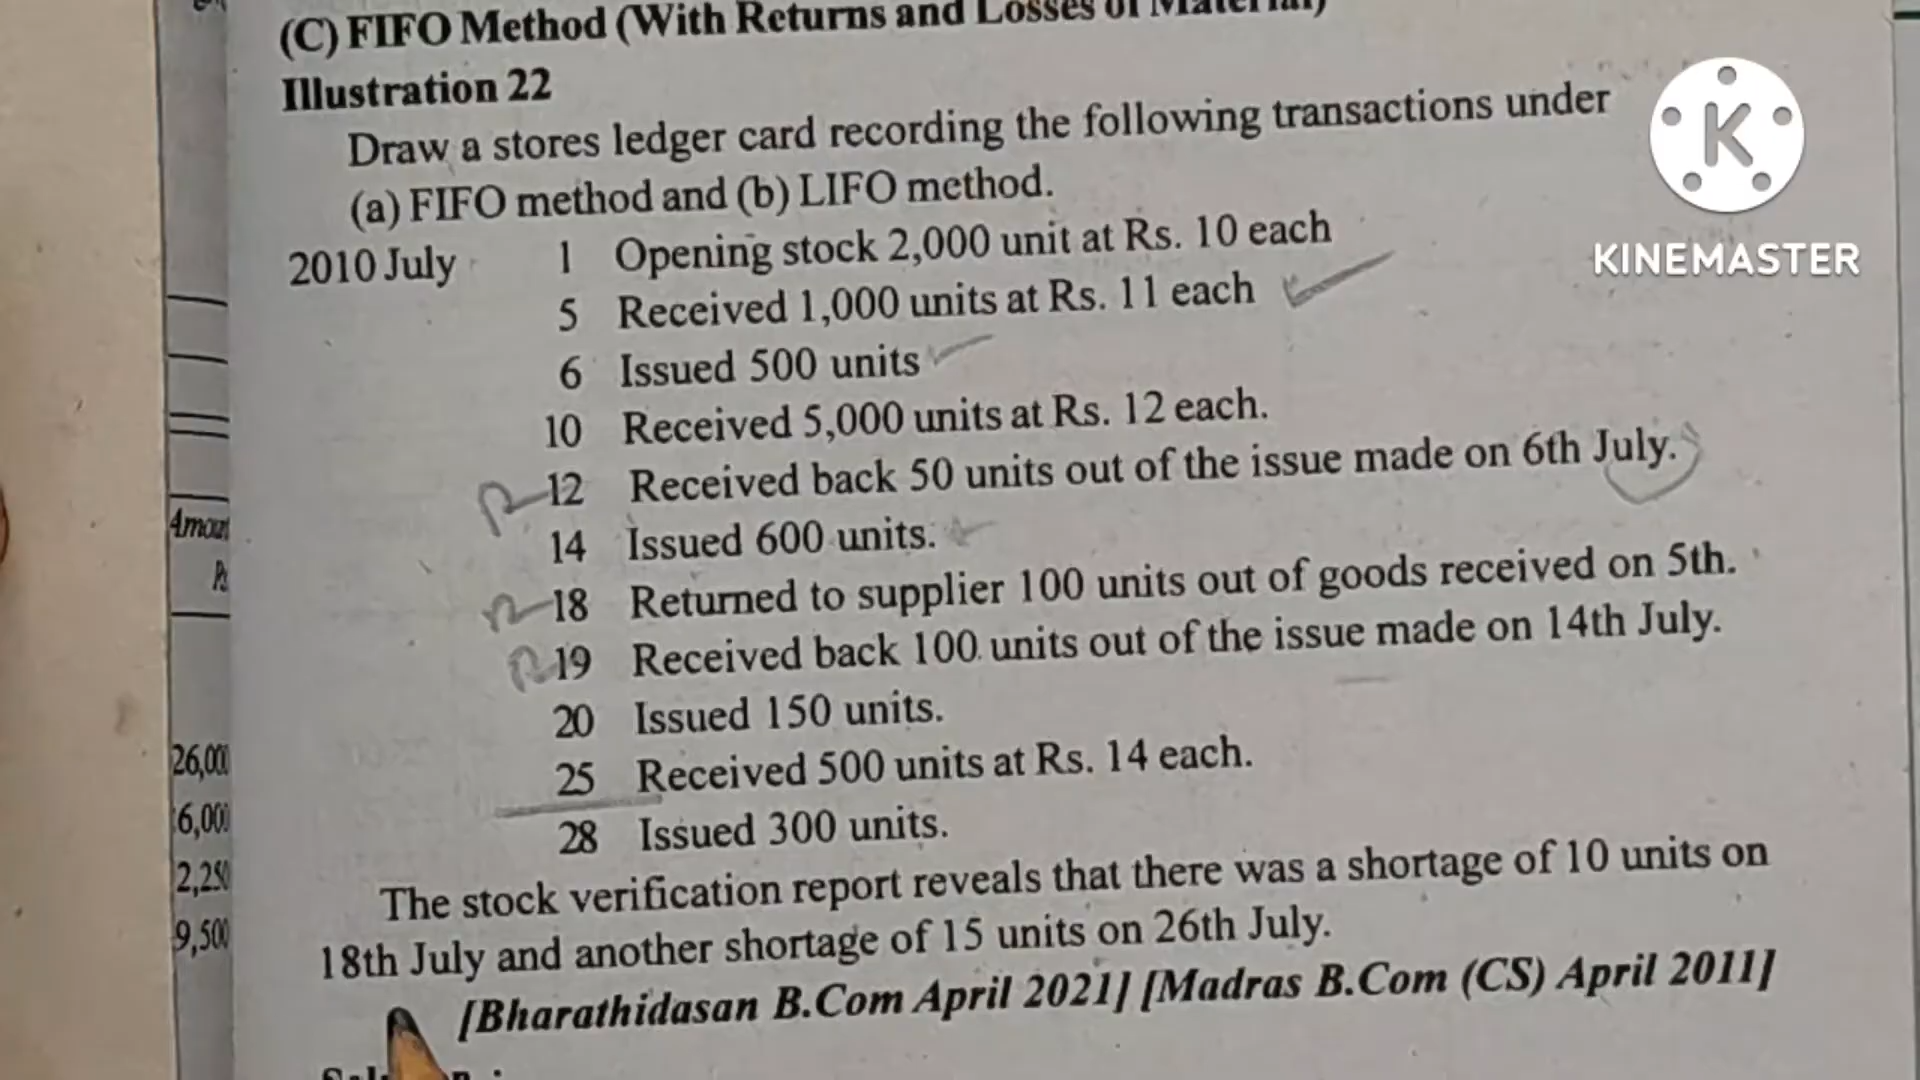 (C) FIFO Method (With Returns and Losses of Material)
Illustration 22
Draw a stores ledger card recording the following transactions under
(a) FIFO method and (b) LIFO method.
2010 July 1 Opening stock 2,000 unit at Rs. 10 each
5 Received 1,000 units at Rs. 11 each
6 Issued 500 units
10 Received 5,000 units at Rs. 12 each.
12 Received back 50 units out of the issue made on 6th July.
14 Issued 600 units.
18 Returned to supplier 100 units out of goods received on 5th.
19 Received back 100 units out of the issue made on 14th July.
20 Issued 150 units.
25 Received 500 units at Rs. 14 each.
28 Issued 300 units.
The stock verification report reveals that there was a shortage of 10 units on
18th July and another shortage of 15 units on 26th July.
[Bharathidasan B.Com April 2021] [Madras B.Com (CS) April 2011]
K
KINEMASTER
26,000
6,000
2,250
9,500